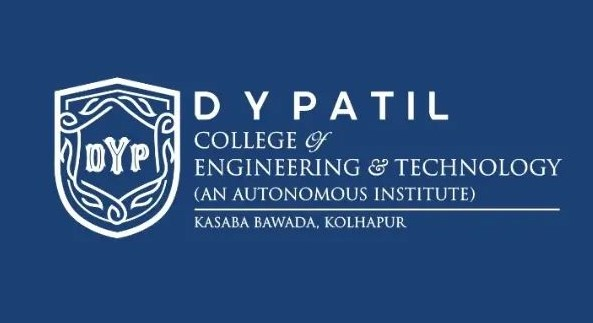 DYP
D Y PATIL
COLLEGE of
ENGINEERING & TECHNOLOGY
(AN AUTONOMOUS INSTITUTE)
KASABA BAWADA, KOLHAPUR